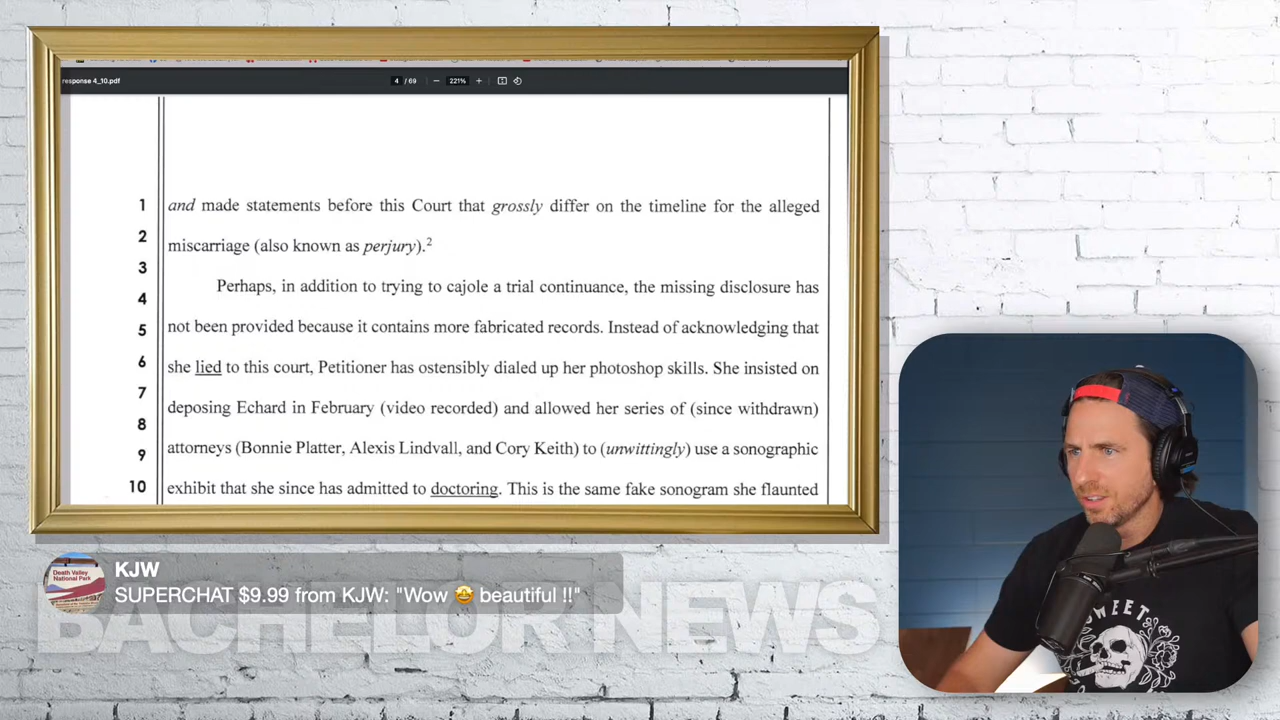 response 4_10.pdf
4 / 69
221%
1 and made statements before this Court that grossly differ on the timeline for the alleged
2 miscarriage (also known as perjury).²
3 Perhaps, in addition to trying to cajole a trial continuance, the missing disclosure has
4
5 not been provided because it contains more fabricated records. Instead of acknowledging that
6 she lied to this court, Petitioner has ostensibly dialed up her photoshop skills. She insisted on
7 deposing Echard in February (video recorded) and allowed her series of (since withdrawn)
8
9 attorneys (Bonnie Platter, Alexis Lindvall, and Cory Keith) to (unwittingly) use a sonographic
10 exhibit that she since has admitted to doctoring. This is the same fake sonogram she flaunted
Death Valley
National Park
KJW
SUPERCHAT $9.99 from KJW: "Wow 🤩 beautiful !!"
BACHELOR NEWS
SWEET